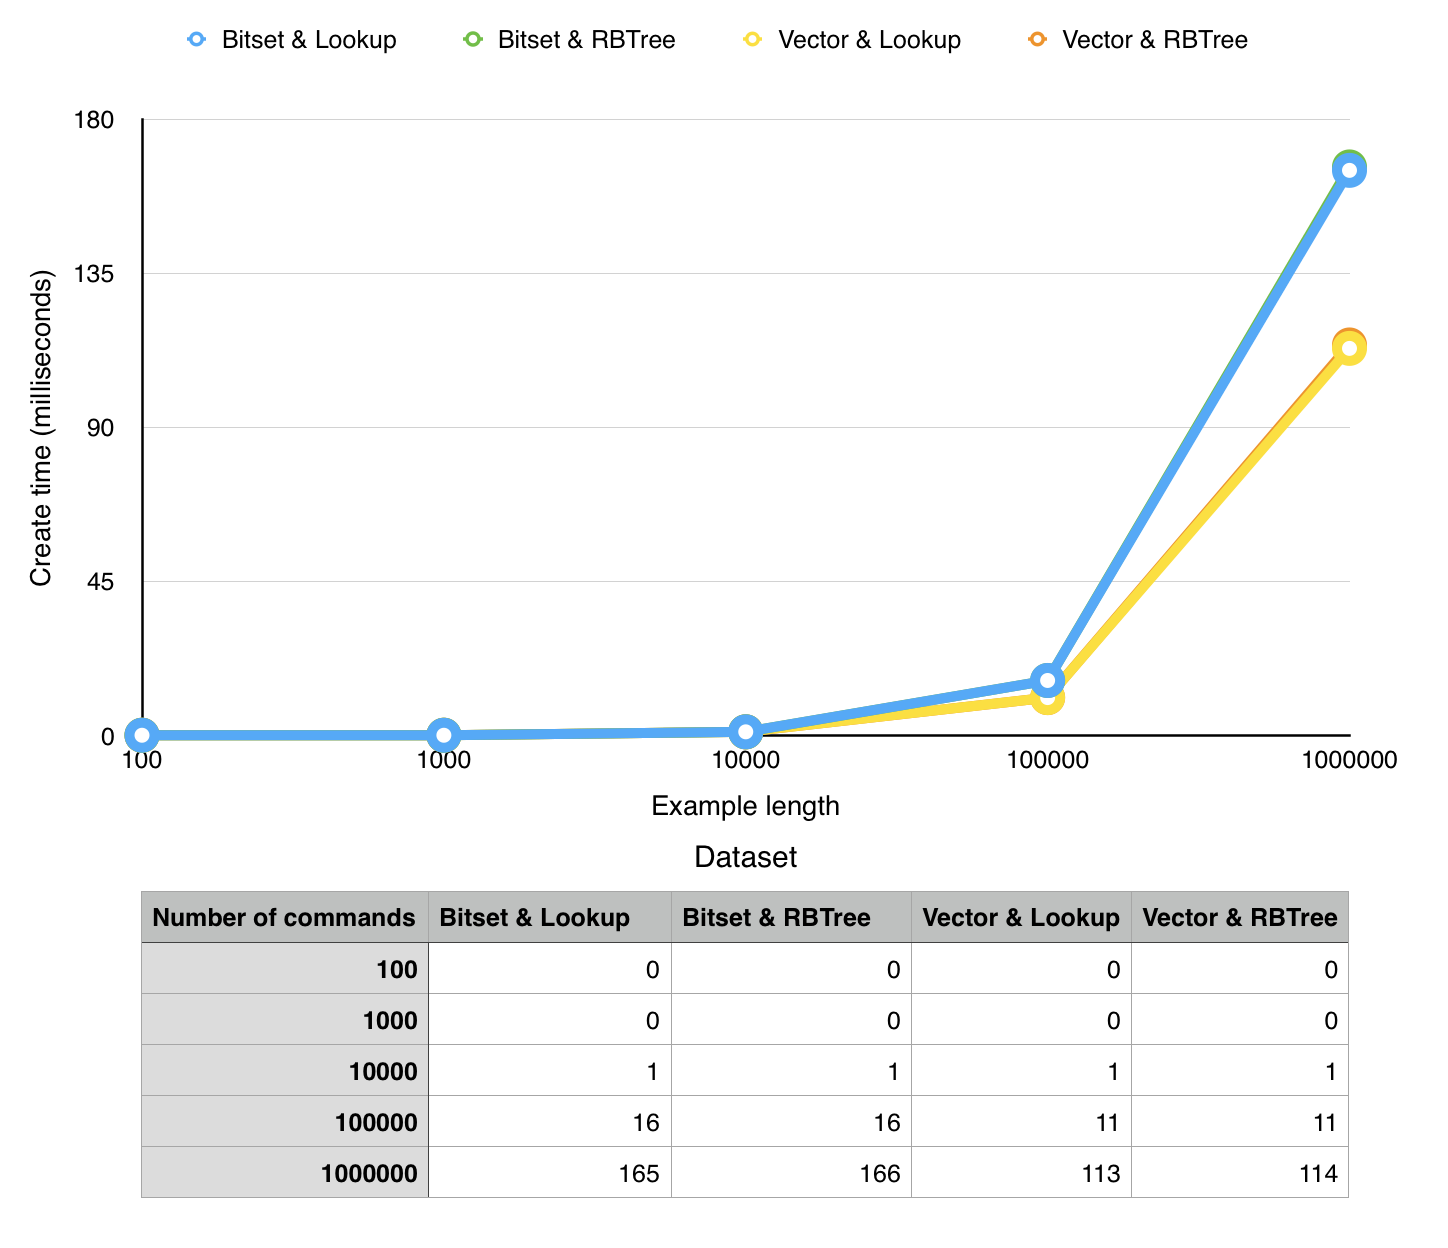 Bitset & Lookup Bitset & RBTree Vector & Lookup Vector & RBTree
180
135
90
45
0
Create time (milliseconds)
100 1000 10000 100000 1000000
Example length
Dataset
Number of commands Bitset & Lookup Bitset & RBTree Vector & Lookup Vector & RBTree
100 0 0 0 0
1000 0 0 0 0
10000 1 1 1 1
100000 16 16 11 11
1000000 165 166 113 114